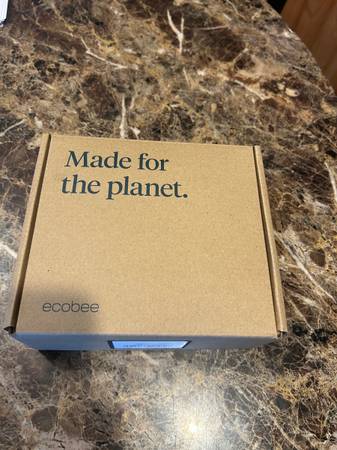 Made for
the planet.
ecobee